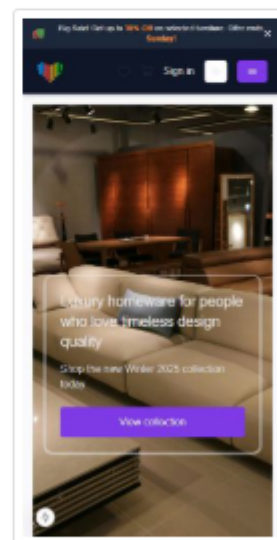 Big Sale! Get up to 30% Off on selected furniture. Offer ends
Sunday!
Sign in
Luxury homeware for people
who love timeless design
quality
Shop the new Winter 2025 collection
today
View collection